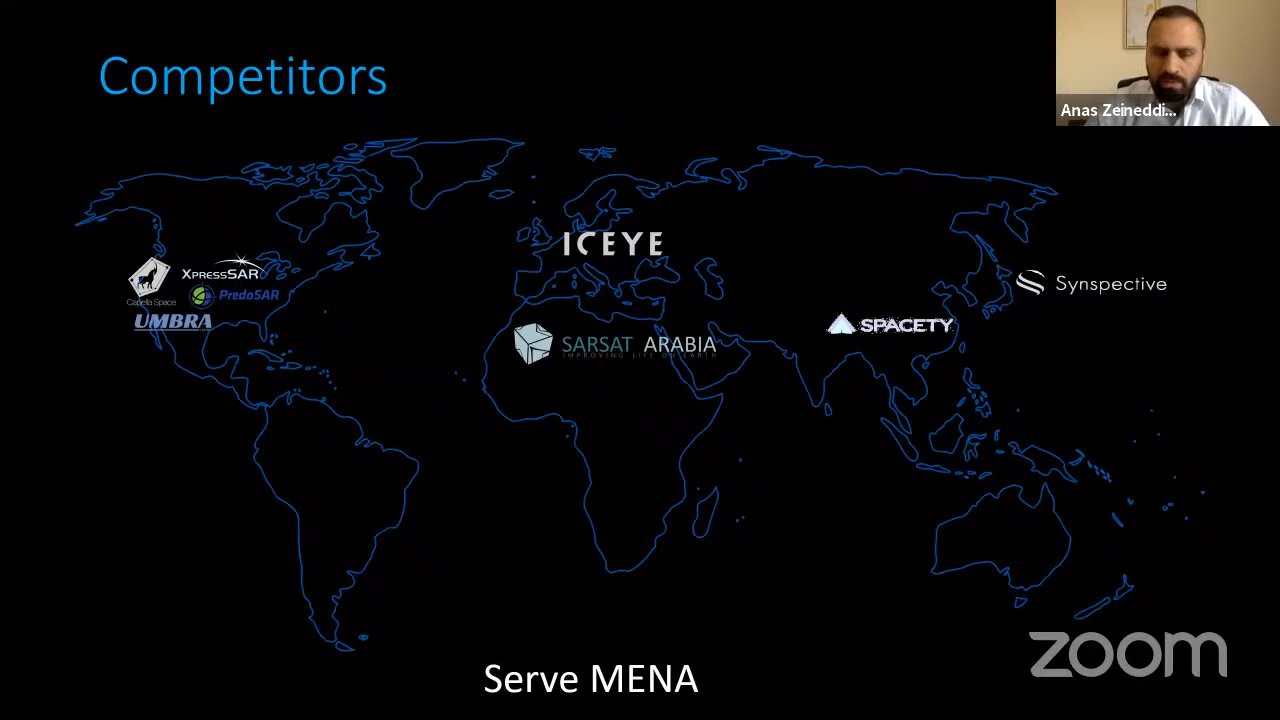 Competitors
Anas Zeineddi...
ICEYE
XpressSAR
Capella Space
PredaSAR
UMBRA
Synspective
SPACETY
SARSAT ARABIA
IMPROVING LIFE ON EARTH
Serve MENA
zoom